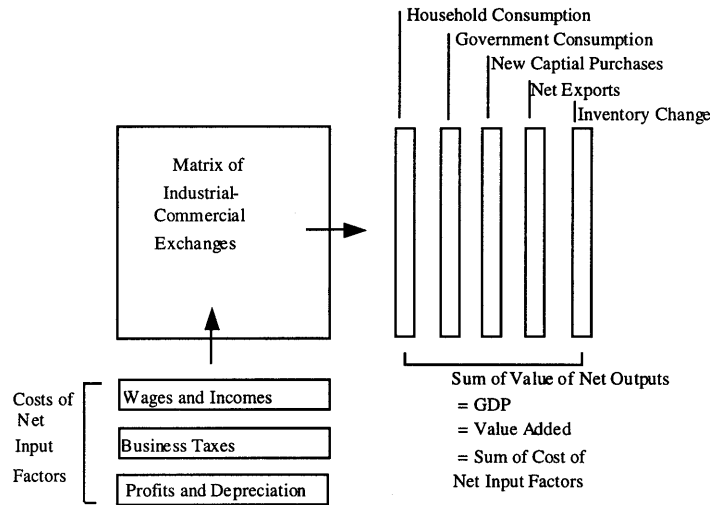 Household Consumption
Government Consumption
New Captial Purchases
Net Exports
Inventory Change
Matrix of
Industrial-
Commercial
Exchanges
Costs of
Net
Input
Factors
Wages and Incomes
Business Taxes
Profits and Depreciation
Sum of Value of Net Outputs
= GDP
= Value Added
= Sum of Cost of
Net Input Factors